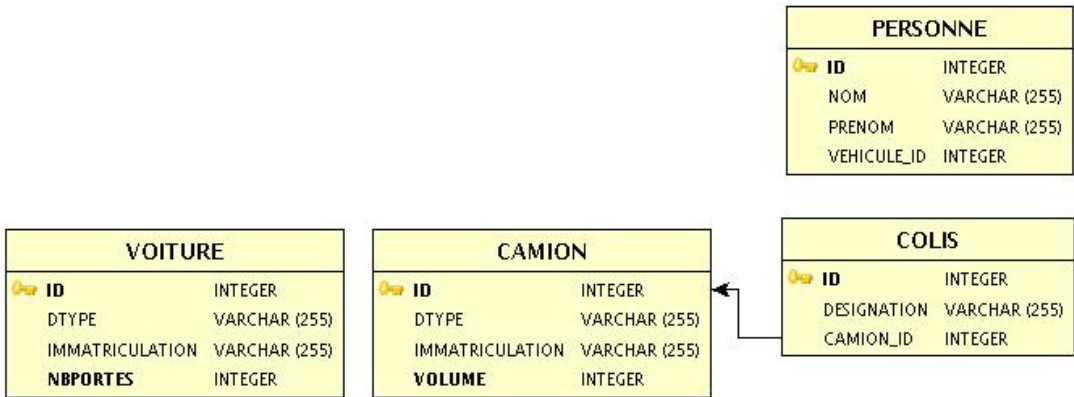 PERSONNE
ID INTEGER
NOM VARCHAR (255)
PRENOM VARCHAR (255)
VEHICULE_ID INTEGER
VOITURE
ID INTEGER
DTYPE VARCHAR (255)
IMMATRICULATION VARCHAR (255)
NBPORTES INTEGER
CAMION
ID INTEGER
DTYPE VARCHAR (255)
IMMATRICULATION VARCHAR (255)
VOLUME INTEGER
COLIS
ID INTEGER
DESIGNATION VARCHAR (255)
CAMION_ID INTEGER